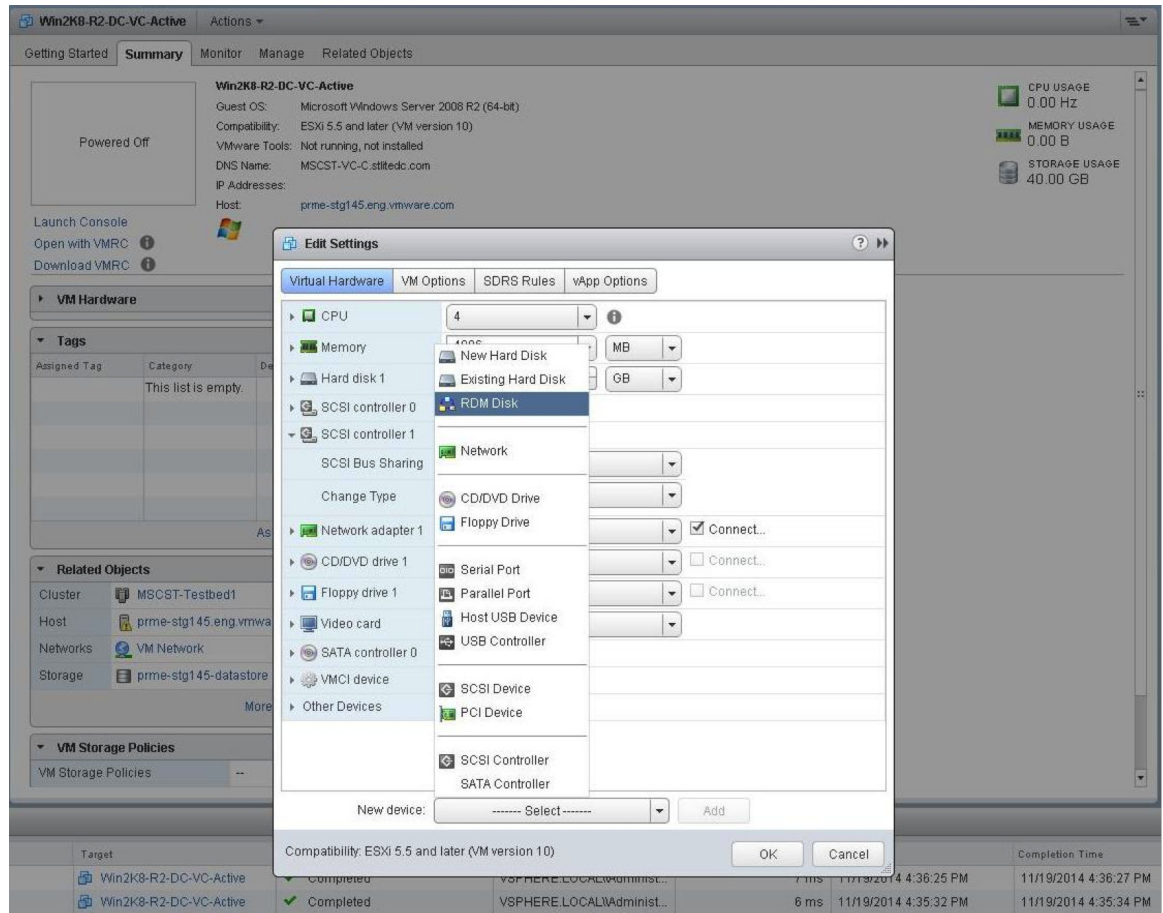 Win2K8-R2-DC-VC-Active Actions
Getting Started Summary Monitor Manage Related Objects
Powered Off
Win2K8-R2-DC-VC-Active
Guest OS: Microsoft Windows Server 2008 R2 (64-bit)
Compatibility: ESXi 5.5 and later (VM version 10)
VMware Tools: Not running, not installed
DNS Name: MSCST-VC-C.stlitedc.com
IP Addresses:
Host: prme-stg145.eng.vmware.com
CPU USAGE
0.00 HZ
MEMORY USAGE
0.00 B
STORAGE USAGE
40.00 GB
Launch Console
Open with VMRC
Download VMRC
VM Hardware
Tags
Assigned Tag Category De
This list is empty.
As
Related Objects
Cluster MSCST-Testbed1
Host prme-stg145.eng.vmwa
Networks VM Network
Storage prme-stg145-datastore
More
VM Storage Policies
VM Storage Policies --
Edit Settings
Virtual Hardware VM Options SDRS Rules vApp Options
CPU 4
Memory MB
Hard disk 1 GB
SCSI controller 0
SCSI controller 1
SCSI Bus Sharing
Change Type
Network adapter 1 Connect...
CD/DVD drive 1 Connect...
Floppy drive 1 Connect...
Video card
SATA controller 0
VMCI device
Other Devices
New Hard Disk
Existing Hard Disk
RDM Disk
Network
CD/DVD Drive
Floppy Drive
Serial Port
Parallel Port
Host USB Device
USB Controller
SCSI Device
PCI Device
SCSI Controller
SATA Controller
New device: ------- Select ------- Add
Compatibility: ESXi 5.5 and later (VM version 10) OK Cancel
Target Completion Time
Win2K8-R2-DC-VC-Active Completed VSPHERE.LOCAL\Administ... 7 ms 11/19/2014 4:36:25 PM 11/19/2014 4:36:27 PM
Win2K8-R2-DC-VC-Active Completed VSPHERE.LOCAL\Administ... 6 ms 11/19/2014 4:35:32 PM 11/19/2014 4:35:34 PM